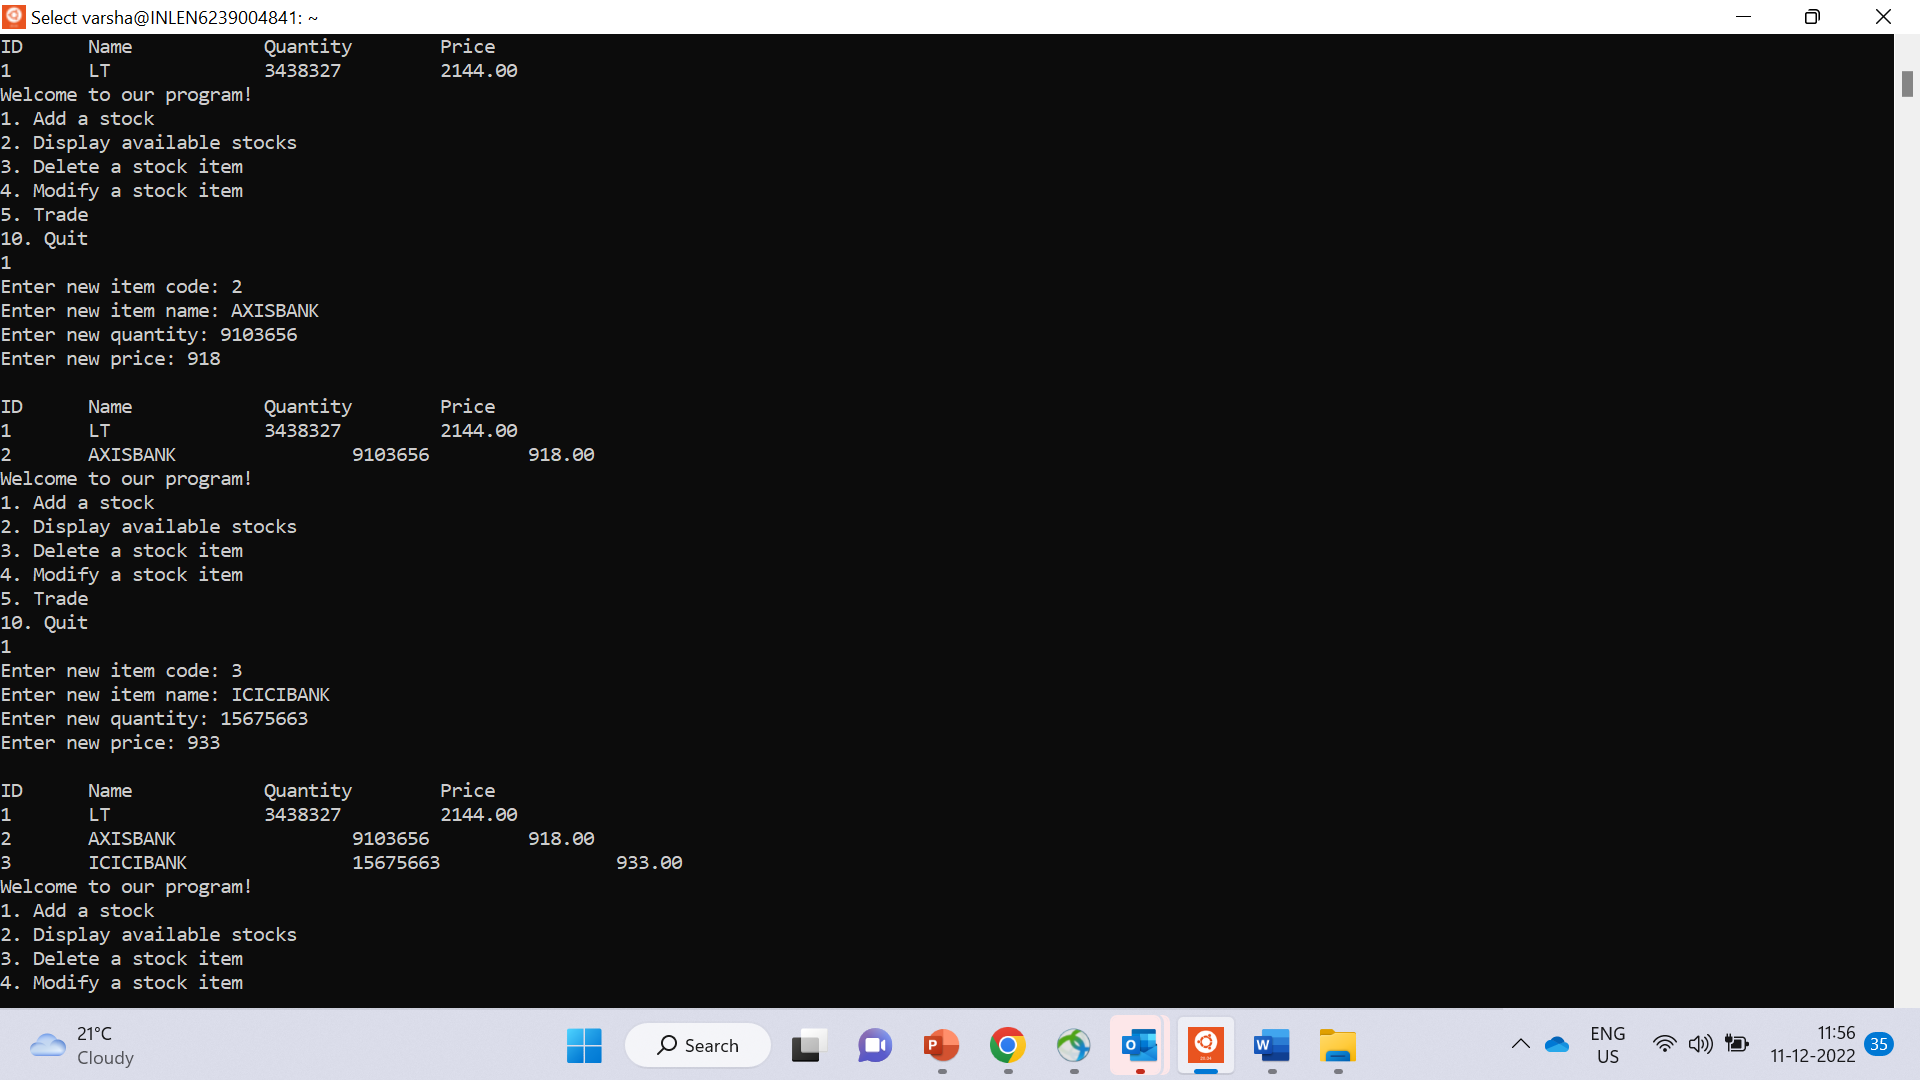 Select varsha@INLEN6239004841: ~
ID Name Quantity Price
1 LT 3438327 2144.00
Welcome to our program!
1. Add a stock
2. Display available stocks
3. Delete a stock item
4. Modify a stock item
5. Trade
10. Quit
1
Enter new item code: 2
Enter new item name: AXISBANK
Enter new quantity: 9103656
Enter new price: 918
ID Name Quantity Price
1 LT 3438327 2144.00
2 AXISBANK 9103656 918.00
Welcome to our program!
1. Add a stock
2. Display available stocks
3. Delete a stock item
4. Modify a stock item
5. Trade
10. Quit
1
Enter new item code: 3
Enter new item name: ICICIBANK
Enter new quantity: 15675663
Enter new price: 933
ID Name Quantity Price
1 LT 3438327 2144.00
2 AXISBANK 9103656 918.00
3 ICICIBANK 15675663 933.00
Welcome to our program!
1. Add a stock
2. Display available stocks
3. Delete a stock item
4. Modify a stock item
21°C
Cloudy
Search
P
O
W
ENG
US
11:56
11-12-2022
35